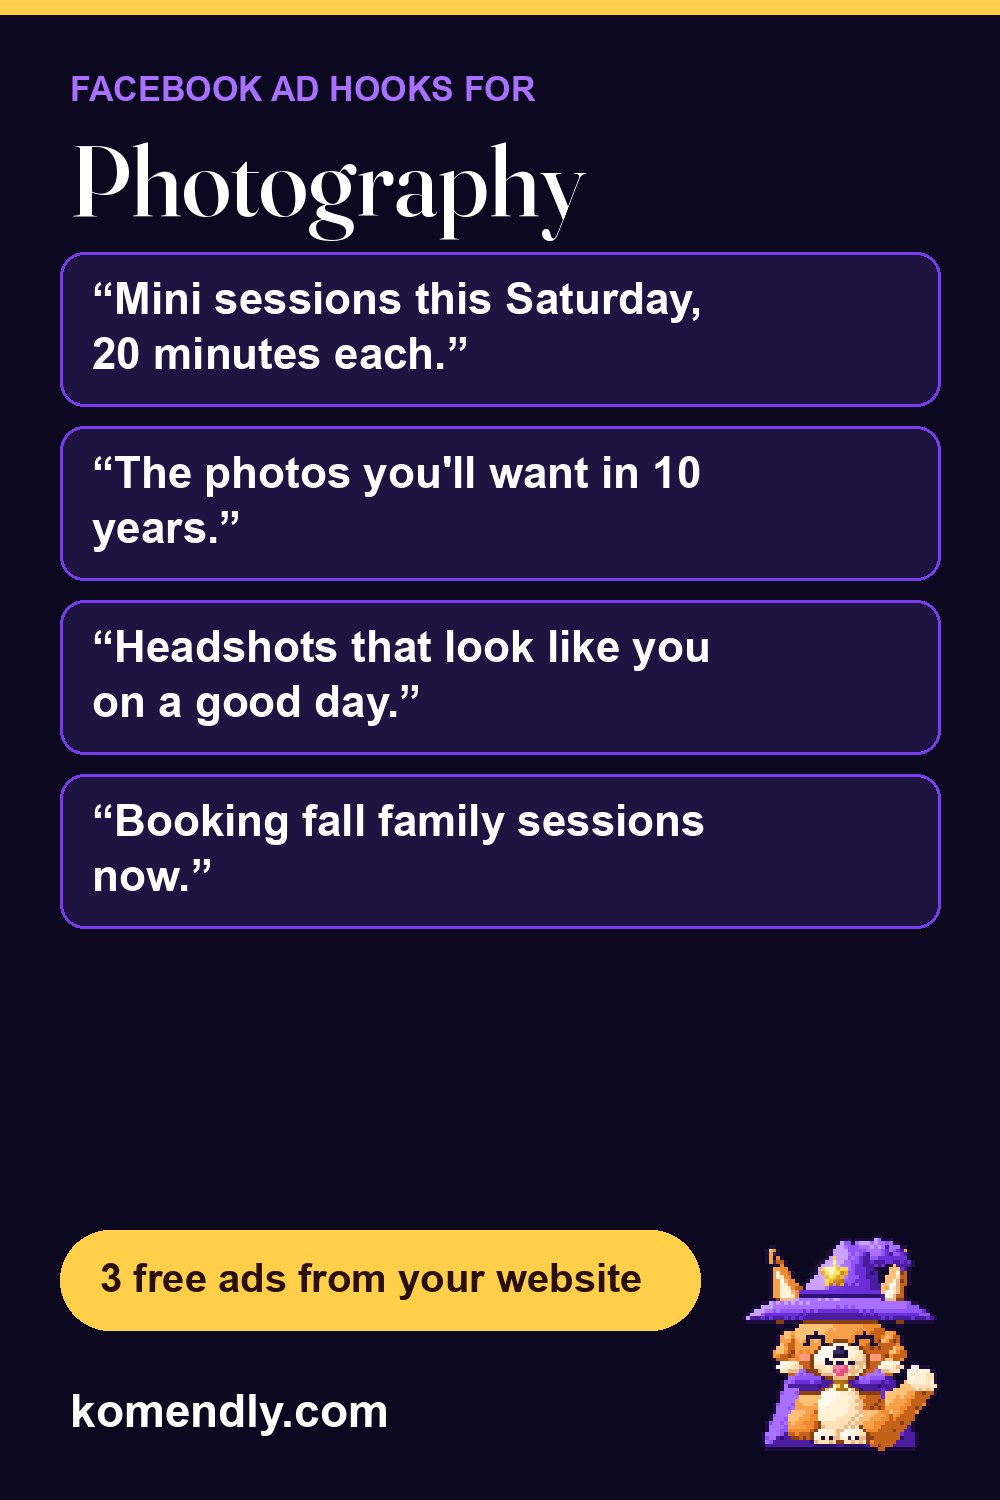 FACEBOOK AD HOOKS FOR
Photography
“Mini sessions this Saturday,
20 minutes each.”
“The photos you'll want in 10
years.”
“Headshots that look like you
on a good day.”
“Booking fall family sessions
now.”
3 free ads from your website
komendly.com